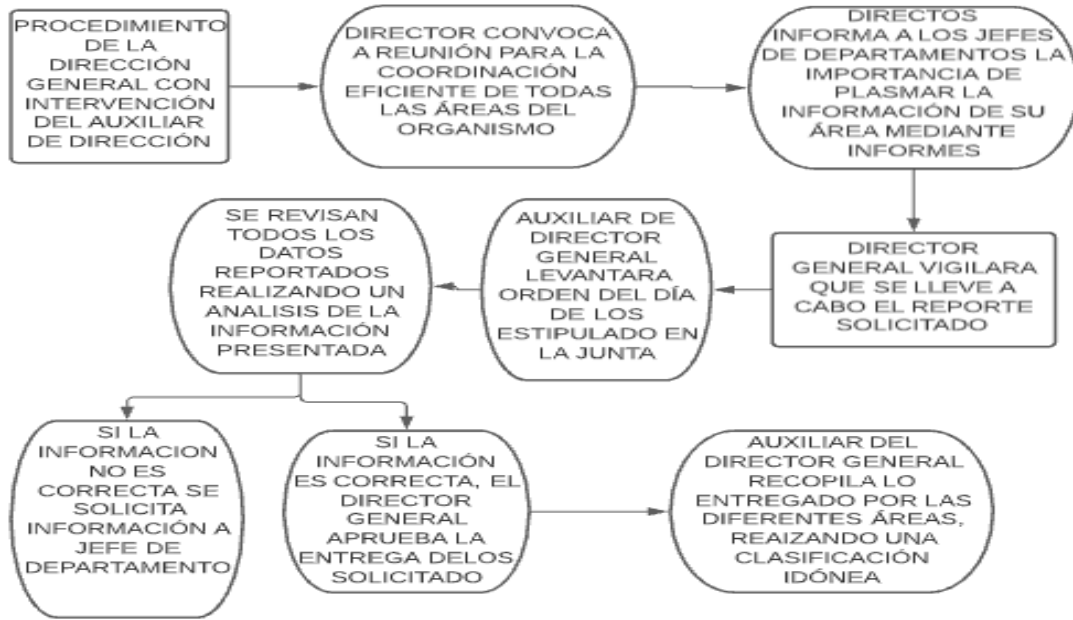 PROCEDIMIENTO
DE LA
DIRECCIÓN
GENERAL CON
INTERVENCIÓN
DEL AUXILIAR
DE DIRECCIÓN
DIRECTOR CONVOCA
A REUNIÓN PARA LA
COORDINACIÓN
EFICIENTE DE TODAS
LAS ÁREAS DEL
ORGANISMO
DIRECTOS
INFORMA A LOS JEFES
DE DEPARTAMENTOS LA
IMPORTANCIA DE
PLASMAR LA
INFORMACIÓN DE SU
ÁREA MEDIANTE
INFORMES
DIRECTOR
GENERAL VIGILARA
QUE SE LLEVE A
CABO EL REPORTE
SOLICITADO
AUXILIAR DE
DIRECTOR
GENERAL
LEVANTARA
ORDEN DEL DÍA
DE LOS
ESTIPULADO EN
LA JUNTA
SE REVISAN
TODOS LOS
DATOS
REPORTADOS
REALIZANDO UN
ANALISIS DE LA
INFORMACIÓN
PRESENTADA
SI LA
INFORMACION
NO ES
CORRECTA SE
SOLICITA
INFORMACIÓN A
JEFE DE
DEPARTAMENTO
SI LA
INFORMACIÓN
ES CORRECTA, EL
DIRECTOR
GENERAL
APRUEBA LA
ENTREGA DELOS
SOLICITADO
AUXILIAR DEL
DIRECTOR GENERAL
RECOPILA LO
ENTREGADO POR LAS
DIFERENTES ÁREAS,
REAIZANDO UNA
CLASIFICACIÓN
IDÓNEA